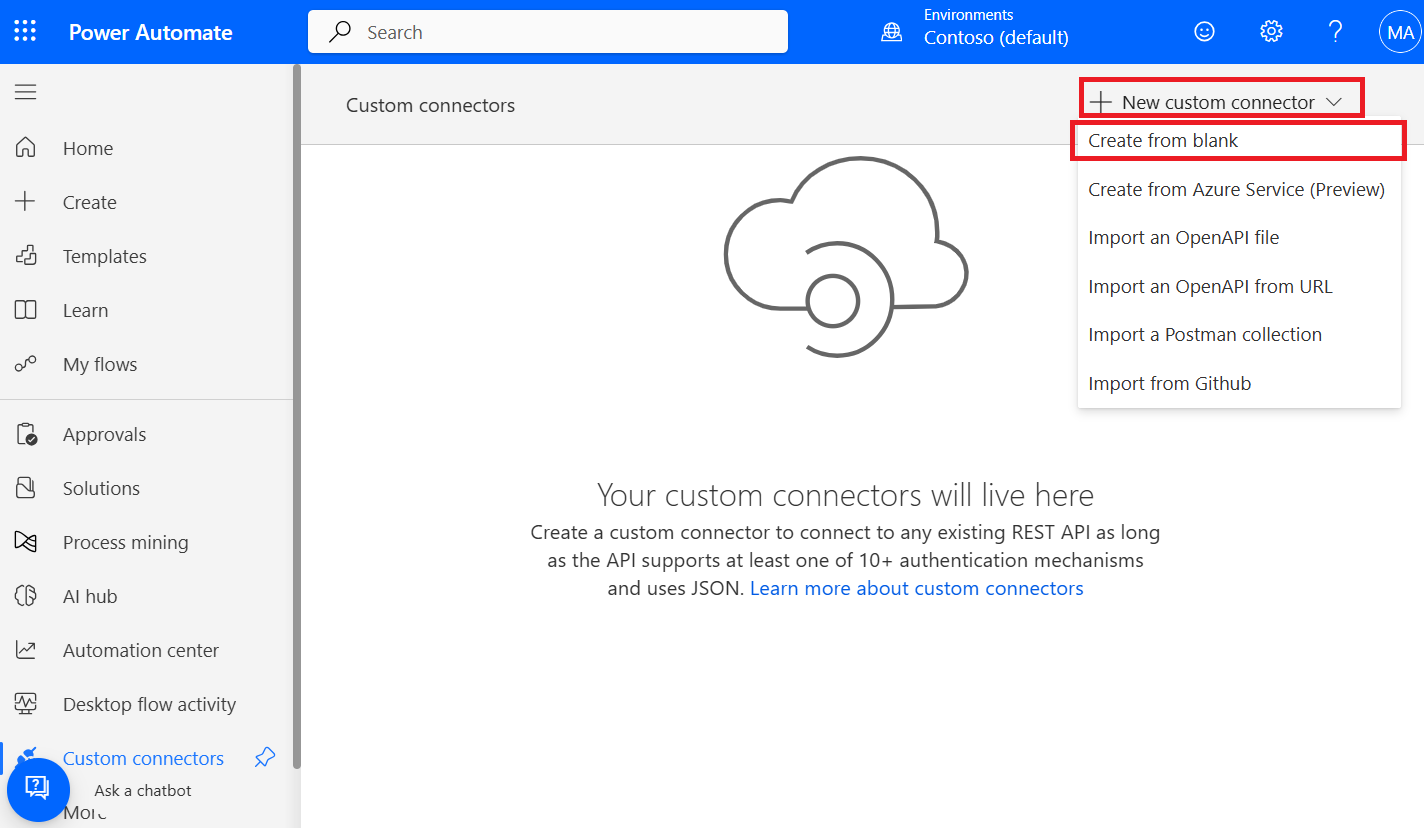 Power Automate
Search
Environments
Contoso (default)
MA
Home
Create
Templates
Learn
My flows
Approvals
Solutions
Process mining
AI hub
Automation center
Desktop flow activity
Custom connectors
Ask a chatbot
More
Custom connectors
New custom connector
Create from blank
Create from Azure Service (Preview)
Import an OpenAPI file
Import an OpenAPI from URL
Import a Postman collection
Import from Github
Your custom connectors will live here
Create a custom connector to connect to any existing REST API as long
as the API supports at least one of 10+ authentication mechanisms
and uses JSON. Learn more about custom connectors